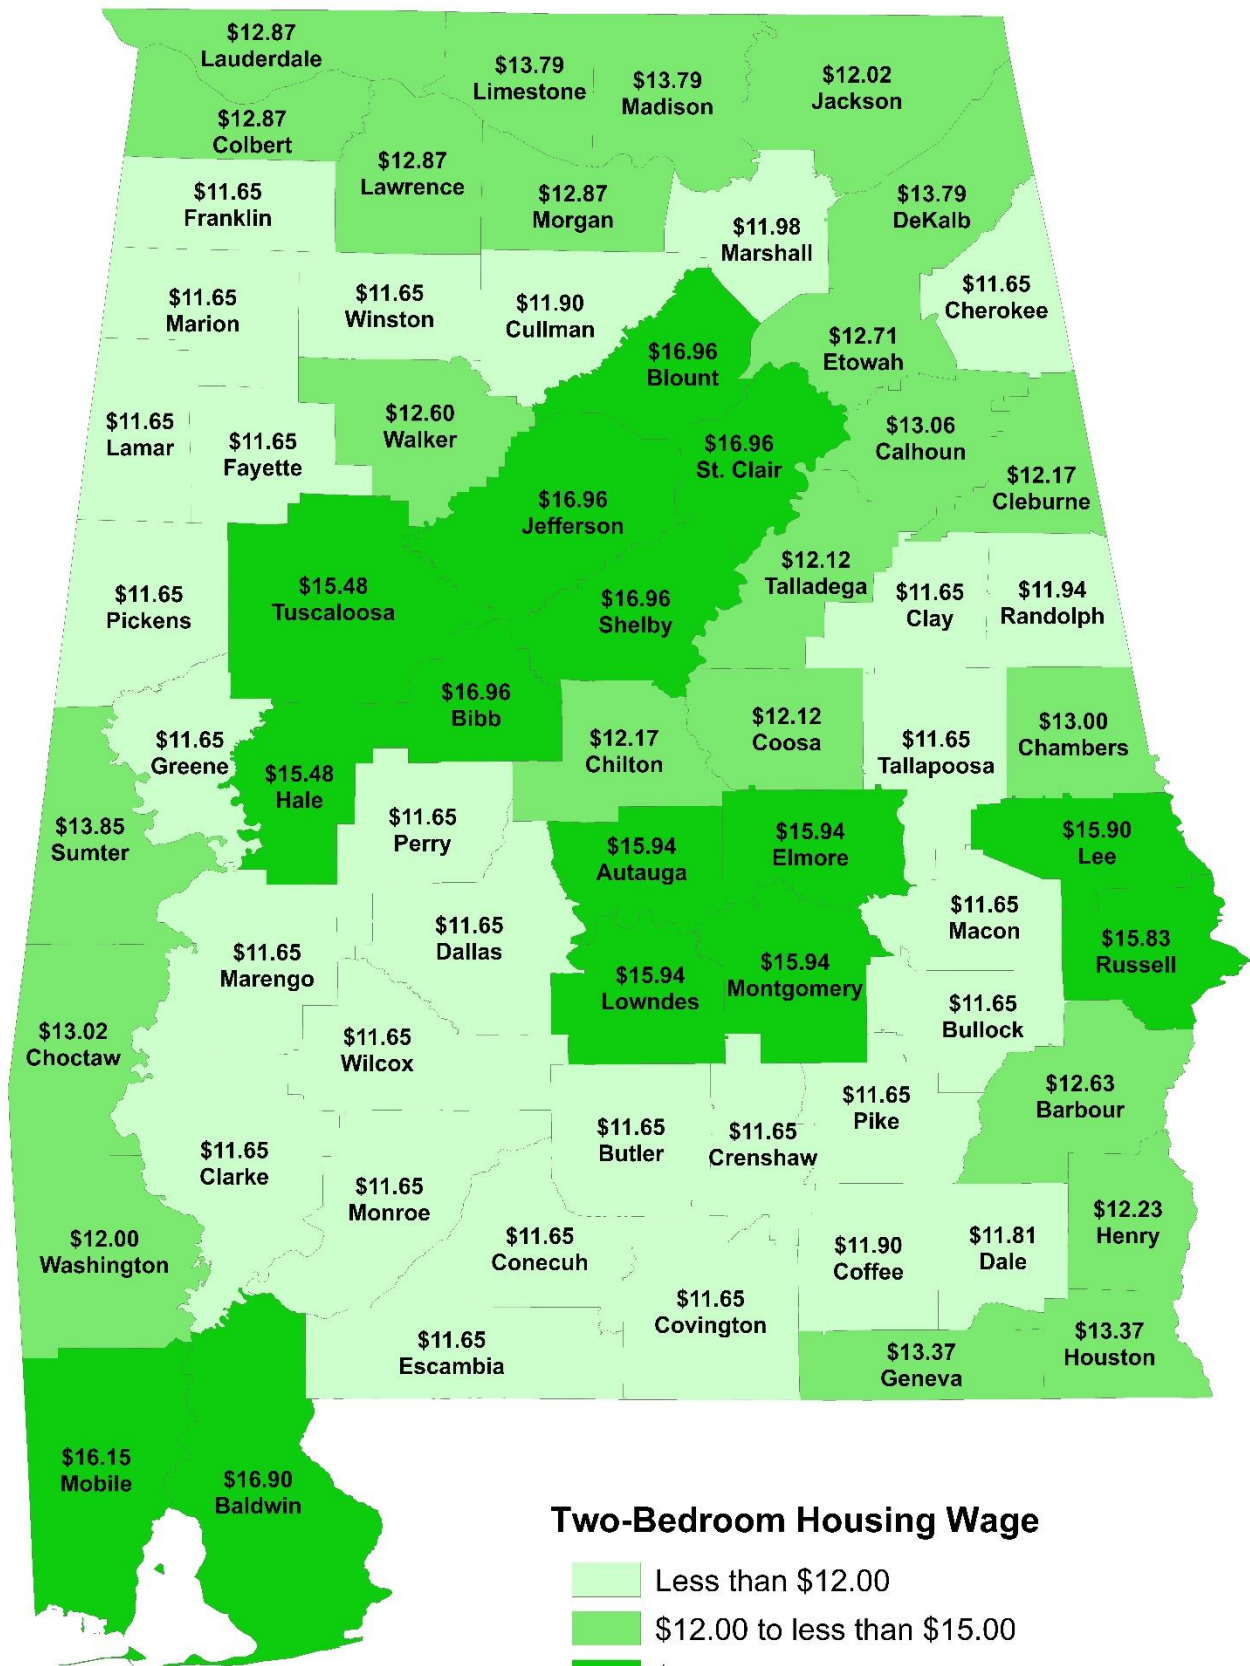 $12.87
Lauderdale
$13.79
Limestone
$13.79
Madison
$12.02
Jackson
$12.87
Colbert
$12.87
Lawrence
$12.87
Morgan
$11.65
Franklin
$11.98
Marshall
$13.79
DeKalb
$11.65
Marion
$11.65
Winston
$11.90
Cullman
$11.65
Cherokee
$16.96
Blount
$12.71
Etowah
$11.65
Lamar
$11.65
Fayette
$12.60
Walker
$16.96
St. Clair
$13.06
Calhoun
$12.17
Cleburne
$16.96
Jefferson
$11.65
Pickens
$15.48
Tuscaloosa
$16.96
Shelby
$12.12
Talladega
$11.65
Clay
$11.94
Randolph
$16.96
Bibb
$11.65
Greene
$15.48
Hale
$12.17
Chilton
$12.12
Coosa
$11.65
Tallapoosa
$13.00
Chambers
$13.85
Sumter
$11.65
Perry
$15.94
Autauga
$15.94
Elmore
$15.90
Lee
$11.65
Marengo
$11.65
Dallas
$15.94
Lowndes
$15.94
Montgomery
$11.65
Macon
$15.83
Russell
$13.02
Choctaw
$11.65
Wilcox
$11.65
Bullock
$11.65
Clarke
$11.65
Butler
$11.65
Crenshaw
$11.65
Pike
$12.63
Barbour
$12.00
Washington
$11.65
Monroe
$11.65
Conecuh
$11.90
Coffee
$11.81
Dale
$12.23
Henry
$11.65
Escambia
$11.65
Covington
$13.37
Geneva
$13.37
Houston
$16.15
Mobile
$16.90
Baldwin
Two-Bedroom Housing Wage
Less than $12.00
$12.00 to less than $15.00